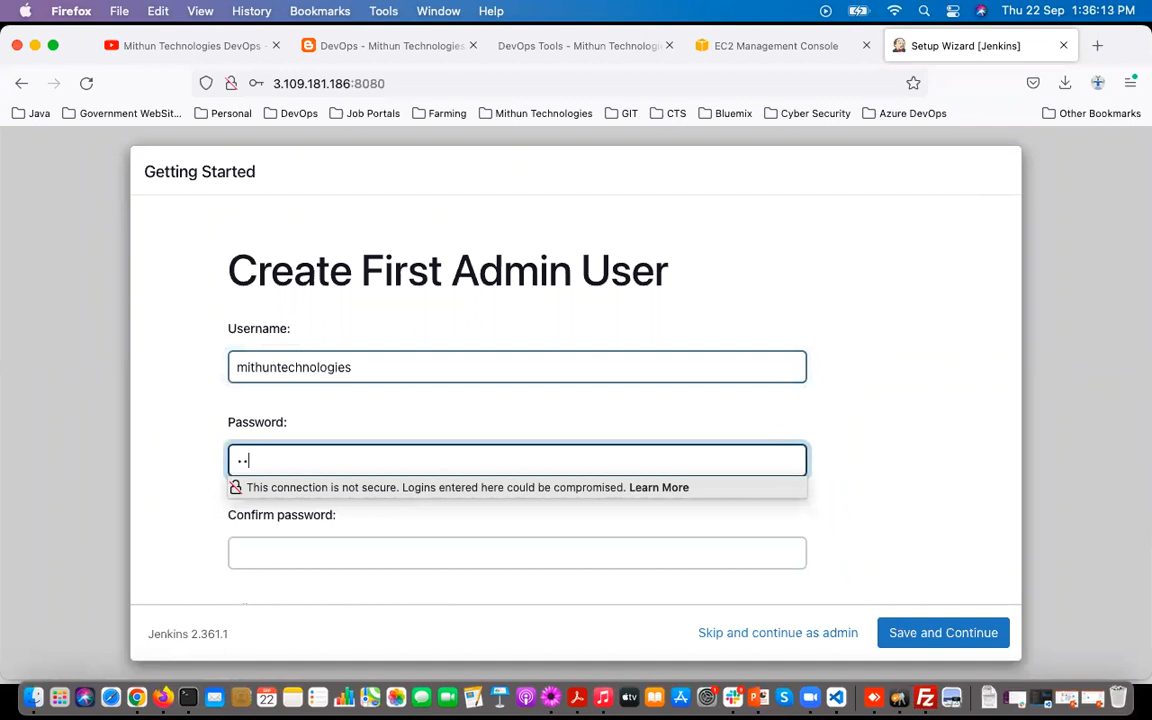 Firefox File Edit View History Bookmarks Tools Window Help Thu 22 Sep 1:36:13 PM
Mithun Technologies DevOps - DevOps - Mithun Technologies DevOps Tools - Mithun Technologi EC2 Management Console Setup Wizard [Jenkins]
3.109.181.186:8080
Java Government WebSit... Personal DevOps Job Portals Farming Mithun Technologies GIT CTS Bluemix Cyber Security Azure DevOps Other Bookmarks
Getting Started
Create First Admin User
Username:
mithuntechnologies
Password:
This connection is not secure. Logins entered here could be compromised. Learn More
Confirm password:
Jenkins 2.361.1
Skip and continue as admin
Save and Continue